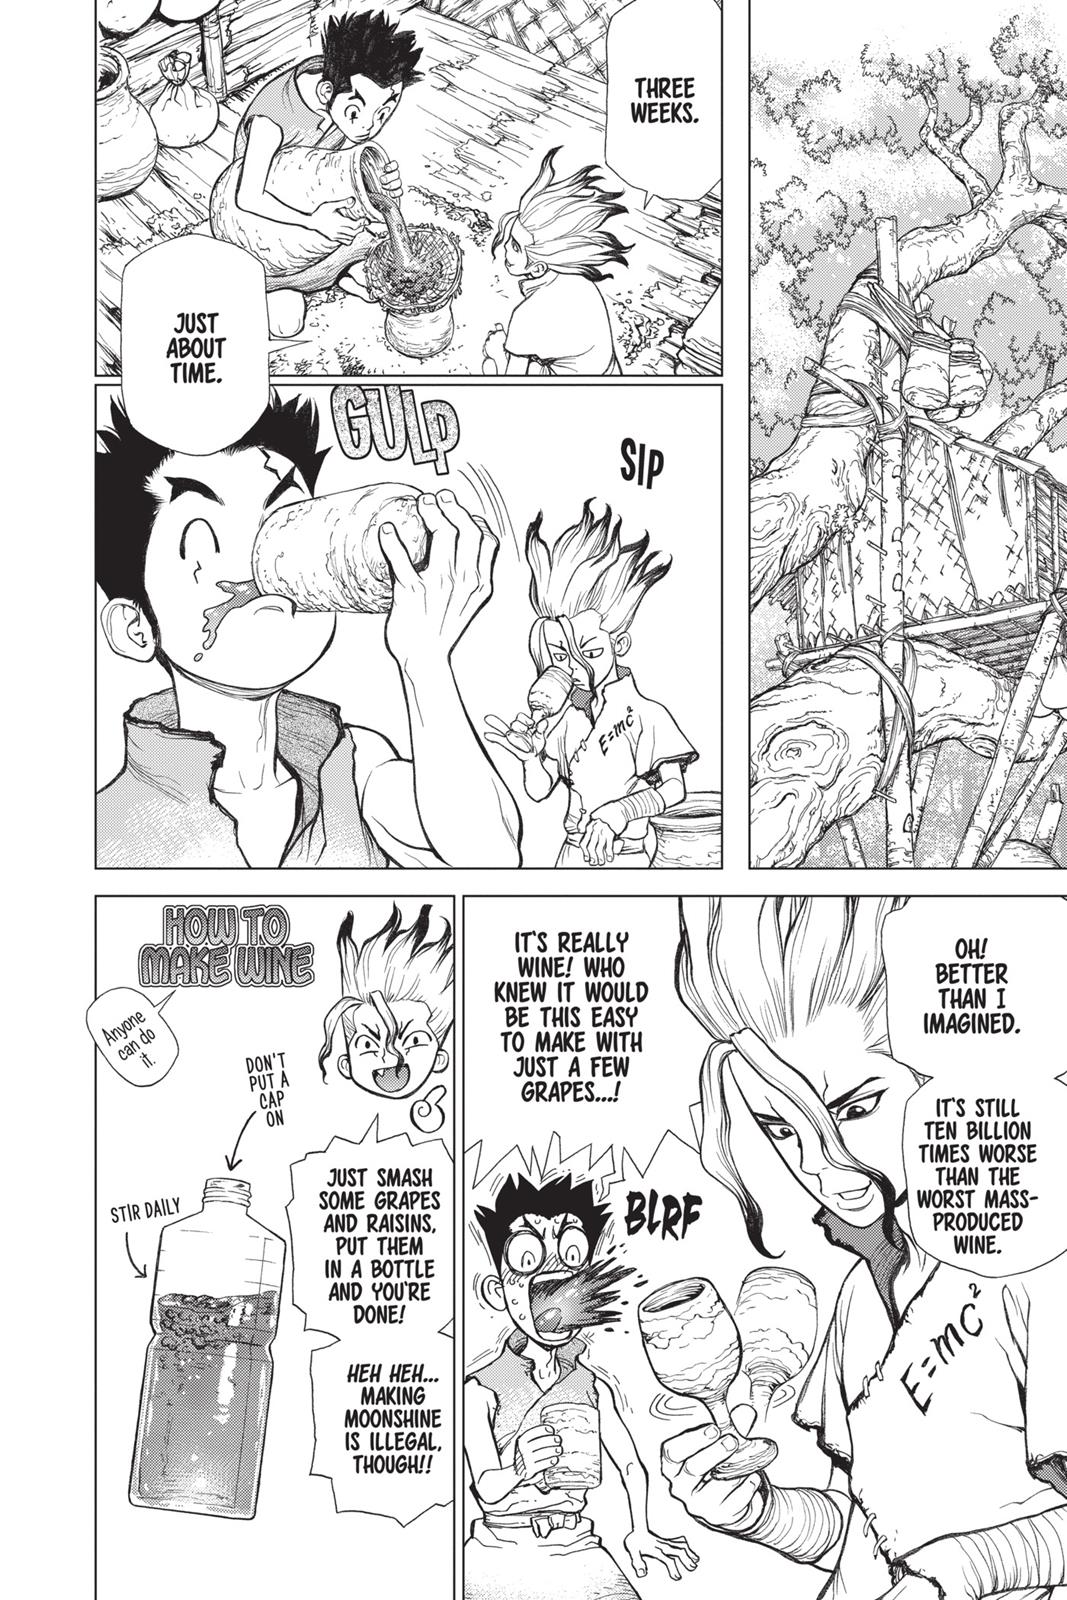 THREE
WEEKS.
JUST
ABOUT
TIME.
GULP
SIP
E=mc²
OH!
BETTER
THAN I
IMAGINED.
IT'S STILL
TEN BILLION
TIMES WORSE
THAN THE
WORST MASS-
PRODUCED
WINE.
E=mc²
IT'S REALLY
WINE! WHO
KNEW IT WOULD
BE THIS EASY
TO MAKE WITH
JUST A FEW
GRAPES...!
BLRF
HOW TO
MAKE WINE
Anyone
can do
it.
DON'T
PUT A
CAP
ON
STIR DAILY
JUST SMASH
SOME GRAPES
AND RAISINS,
PUT THEM
IN A BOTTLE
AND YOU'RE
DONE!
HEH HEH...
MAKING
MOONSHINE
IS ILLEGAL,
THOUGH!!